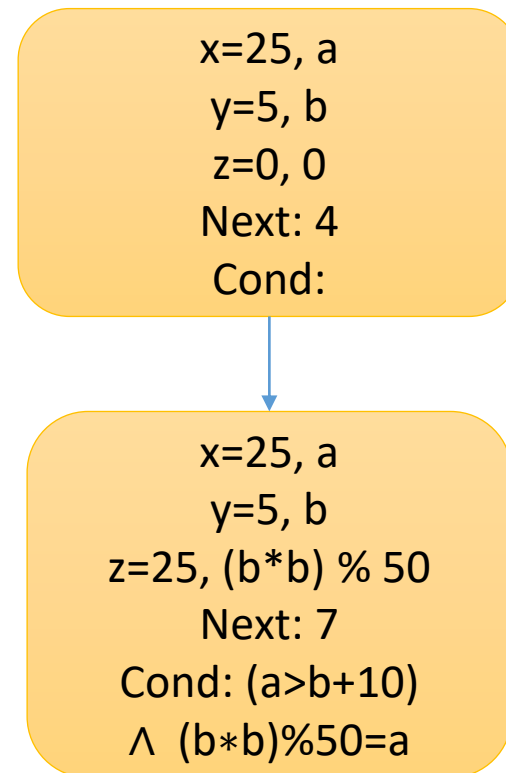 x=25, a
y=5, b
z=0, 0
Next: 4
Cond:
x=25, a
y=5, b
z=25, (b*b) % 50
Next: 7
Cond: (a>b+10)
∧ (b*b)%50=a